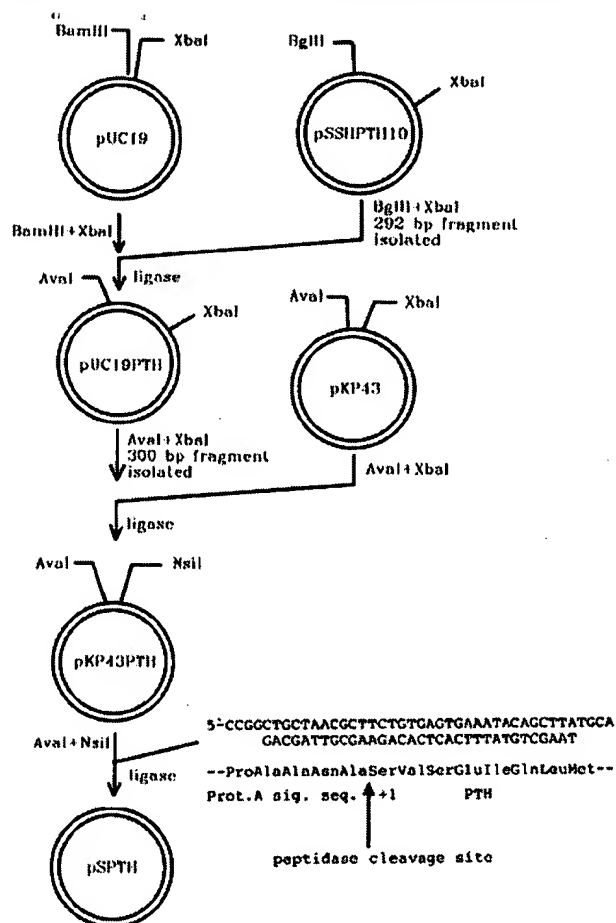 BamHI
XbaI
BglII
XbaI
pUC19
pSSHPTH10
BamHI+XbaI
BglII+XbaI
292 bp fragment
isolated
ligase
AvaI
XbaI
AvaI
XbaI
pUC19PTH
pKP43
AvaI+XbaI
300 bp fragment
isolated
AvaI+XbaI
ligase
AvaI
NsiI
pKP43PTH
AvaI+NsiI
ligase
5'-CCGGCTGCTAACGCTTCTGTGAGTGAAATACAGCTTATGCA
GACGATTGCGAAGACACTCACTTTATGTCGAAT
--ProAlaAlaAsnAlaSerValSerGluIleGlnLeuMet--
Prot.A sig. seq. +1 PTH
peptidase cleavage site
pSPTH